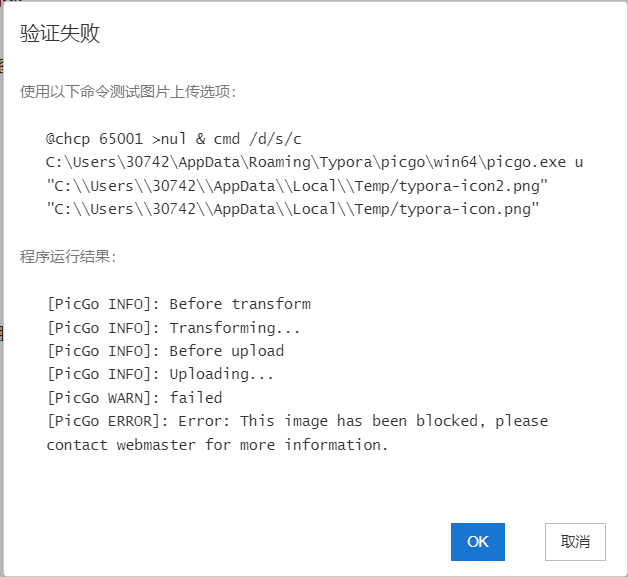 验证失败
使用以下命令测试图片上传选项:
@chcp 65001 >nul & cmd /d/s/c
C:\Users\30742\AppData\Roaming\Typora\picgo\win64\picgo.exe u
"C:\\Users\\30742\\AppData\\Local\\Temp/typora-icon2.png"
"C:\\Users\\30742\\AppData\\Local\\Temp/typora-icon.png"
程序运行结果:
[PicGo INFO]: Before transform
[PicGo INFO]: Transforming...
[PicGo INFO]: Before upload
[PicGo INFO]: Uploading...
[PicGo WARN]: failed
[PicGo ERROR]: Error: This image has been blocked, please
contact webmaster for more information.
OK 取消